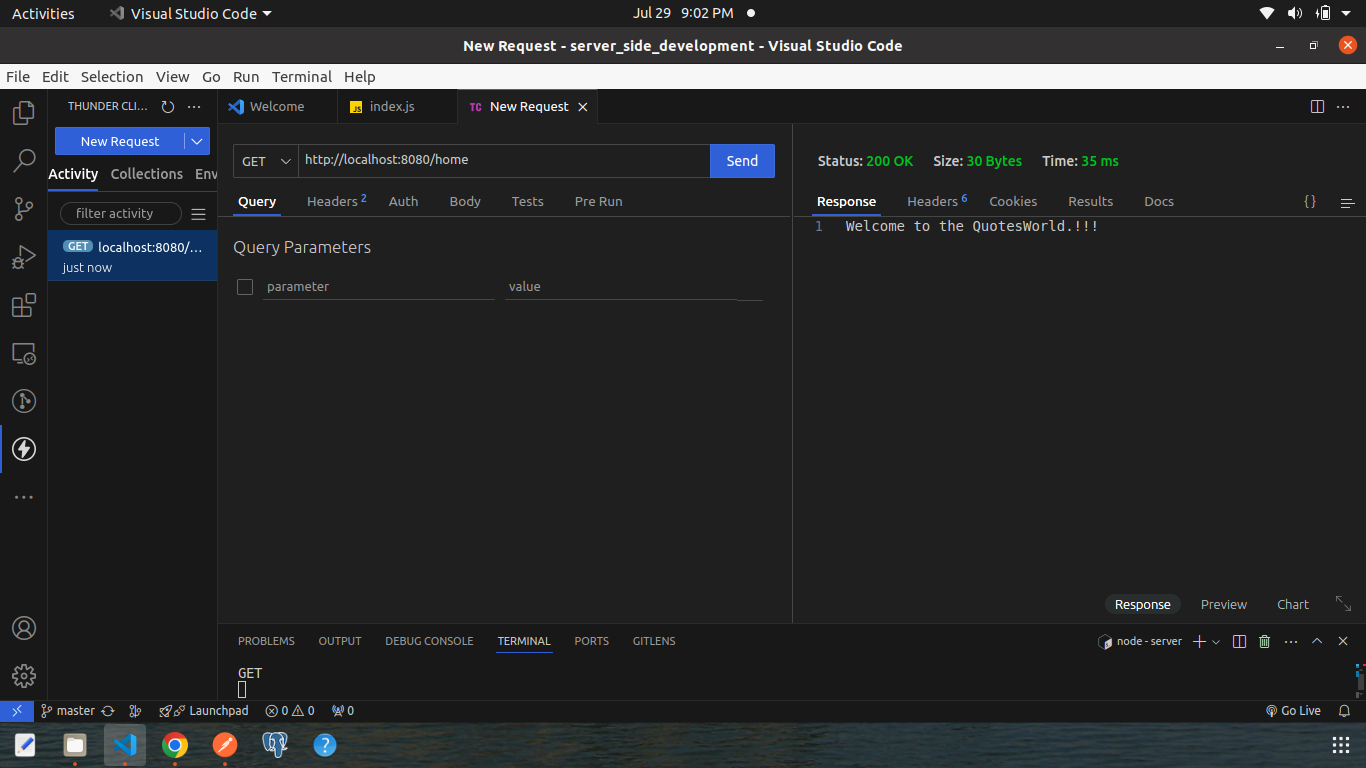 Activities Visual Studio Code Jul 29 9:02 PM
New Request - server_side_development - Visual Studio Code
File Edit Selection View Go Run Terminal Help
THUNDER CLI... Welcome JS index.js TC New Request
New Request
GET http://localhost:8080/home Send
Status: 200 OK Size: 30 Bytes Time: 35 ms
Activity Collections Env
Query Headers 2 Auth Body Tests Pre Run
Response Headers 6 Cookies Results Docs {}
filter activity
1 Welcome to the QuotesWorld.!!!
GET localhost:8080/...
just now
Query Parameters
parameter value
Response Preview Chart
PROBLEMS OUTPUT DEBUG CONSOLE TERMINAL PORTS GITLENS node - server
GET
master Launchpad 0 0 0 Go Live
?